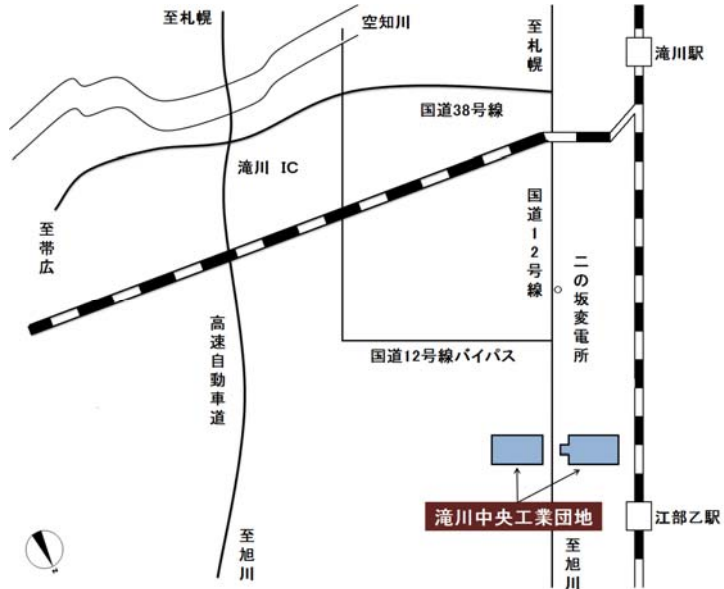 至札幌
空知川
至札幌
滝川駅
国道38号線
滝川 IC
至帯広
国道12号線
二の坂変電所
高速自動車道
国道12号線バイパス
滝川中央工業団地
江部乙駅
至旭川
至旭川